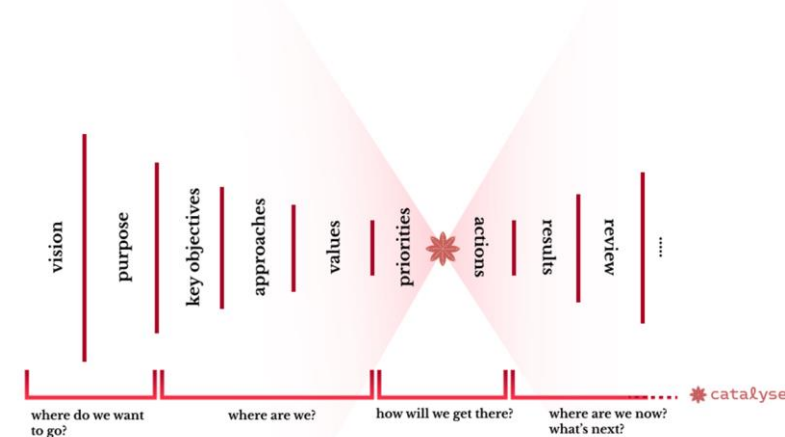 vision
purpose
key objectives
approaches
values
priorities
actions
results
review
.....
where do we want
to go?
where are we?
how will we get there?
where are we now?
what's next?
catalyse